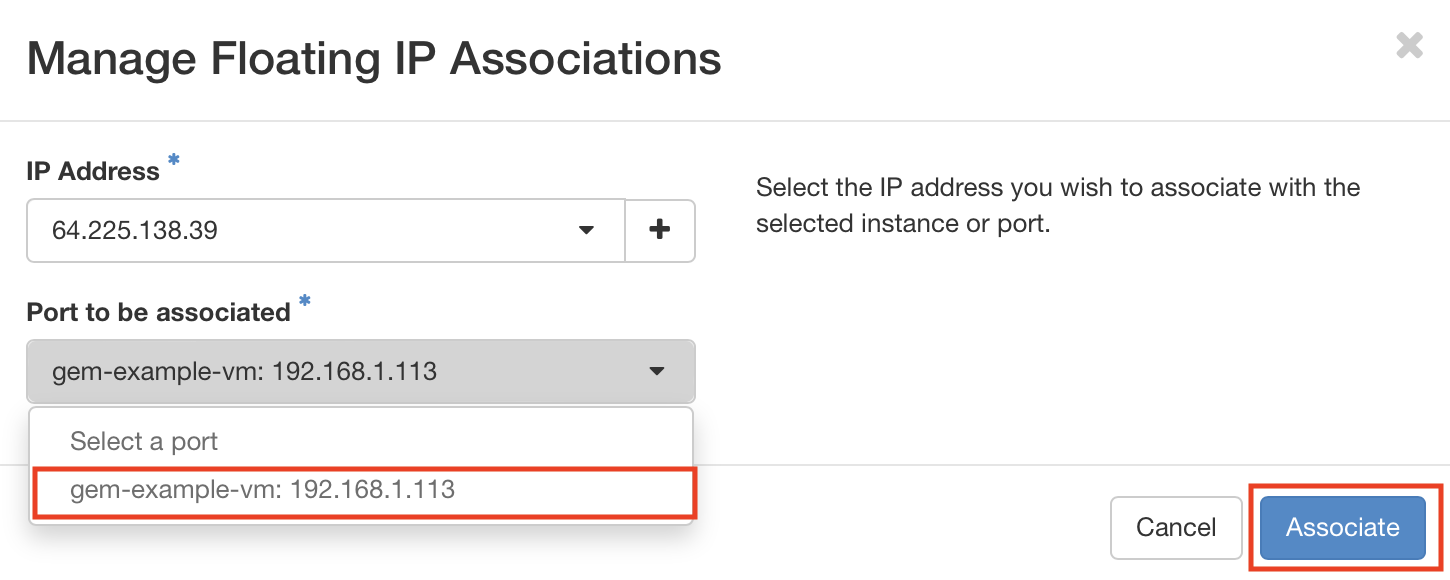 Manage Floating IP Associations
IP Address *
64.225.138.39
Select the IP address you wish to associate with the
selected instance or port.
Port to be associated *
gem-example-vm: 192.168.1.113
Select a port
gem-example-vm: 192.168.1.113
Cancel
Associate